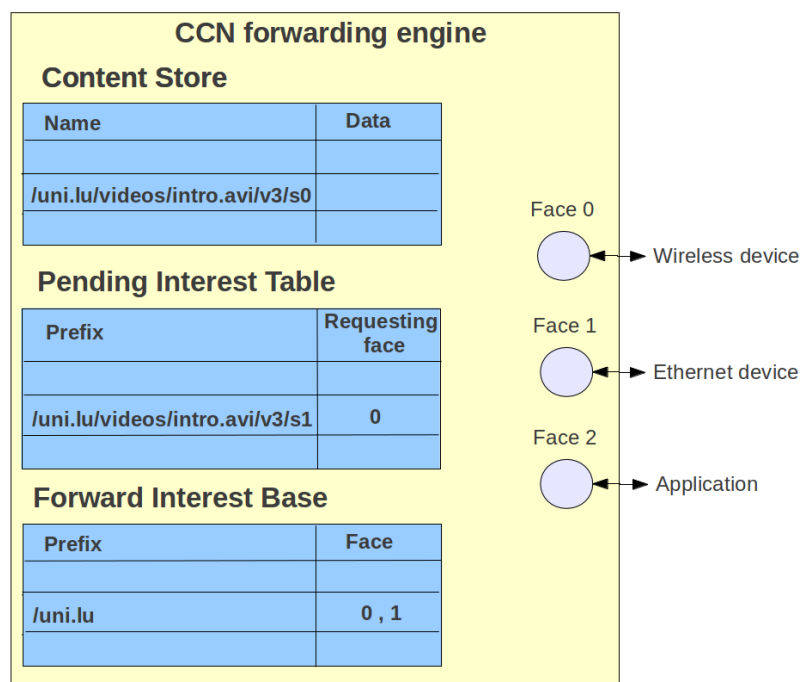 CCN forwarding engine
Content Store
Name Data
/uni.lu/videos/intro.avi/v3/s0
Face 0
Wireless device
Pending Interest Table
Prefix Requesting face
/uni.lu/videos/intro.avi/v3/s1 0
Face 1
Ethernet device
Face 2
Application
Forward Interest Base
Prefix Face
/uni.lu 0 , 1